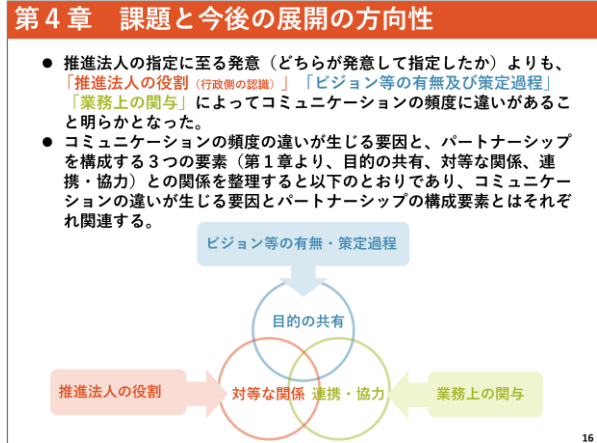 第４章　課題と今後の展開の方向性
● 推進法人の指定に至る発意（どちらが発意して指定したか）よりも、
「推進法人の役割（行政側の認識）」「ビジョン等の有無及び策定過程」
「業務上の関与」によってコミュニケーションの頻度に違いがあるこ
と明らかとなった。
● コミュニケーションの頻度の違いが生じる要因と、パートナーシップ
を構成する３つの要素（第１章より、目的の共有、対等な関係、連
携・協力）との関係を整理すると以下のとおりであり、コミュニケー
ションの違いが生じる要因とパートナーシップの構成要素とはそれぞ
れ関連する。
ビジョン等の有無・策定過程
目的の共有
推進法人の役割
対等な関係
連携・協力
業務上の関与
16